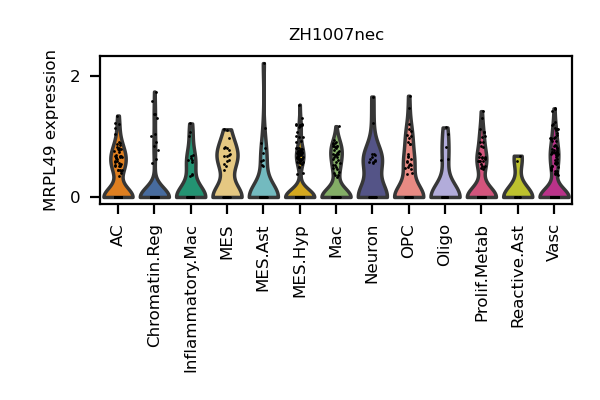 ZH1007nec
MRPL49 expression
2
0
AC
Chromatin.Reg
Inflammatory.Mac
MES
MES.Ast
MES.Hyp
Mac
Neuron
OPC
Oligo
Prolif.Metab
Reactive.Ast
Vasc